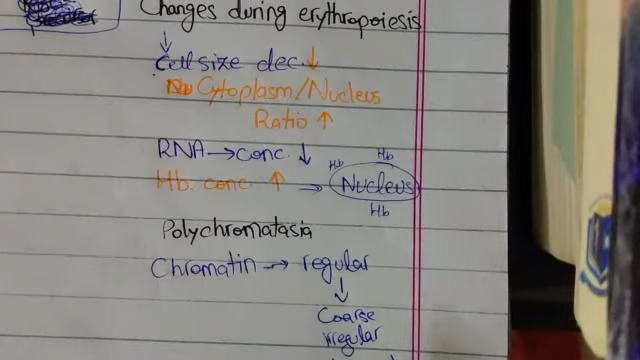 Changes during erythropoiesis
↓
Cell size dec. ↓
Cytoplasm/Nucleus
Ratio ↑
RNA → conc. ↓
Hb Hb
Hb. conc ↑ → Nucleus
Hb
Polychromatasia
Chromatin → regular
↓
Coarse
irregular